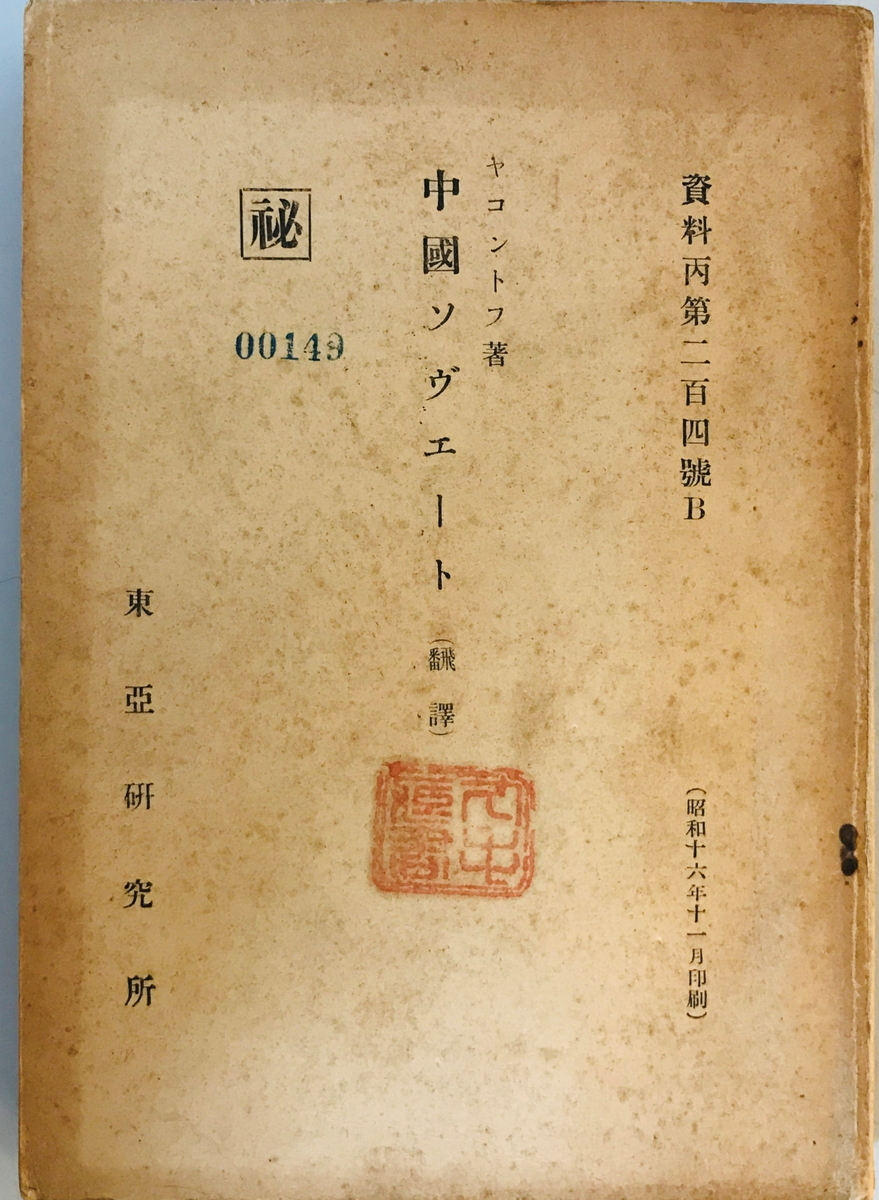 資料丙第二百四號B
(昭和十六年十一月印刷)
ヤコントフ著
中國ソヴエート(飜譯)
祕
00149
東亞研究所